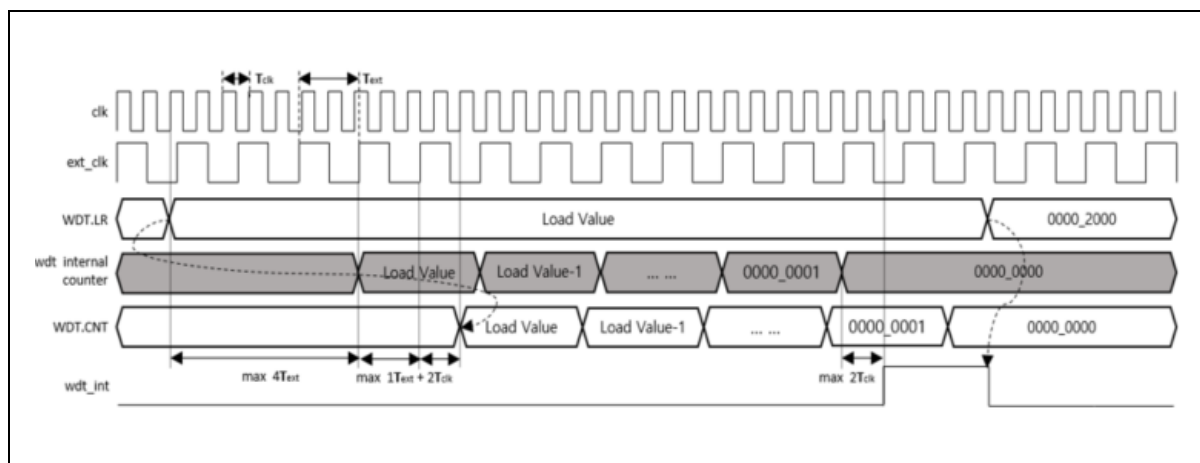 Tclk Text
clk
ext_clk
WDT.LR Load Value 0000_2000
wdt internal
counter Load Value Load Value-1 ... ... 0000_0001 0000_0000
WDT.CNT Load Value Load Value-1 ... ... 0000_0001 0000_0000
max 4Text max 1Text + 2Tclk max 2Tclk
wdt_int